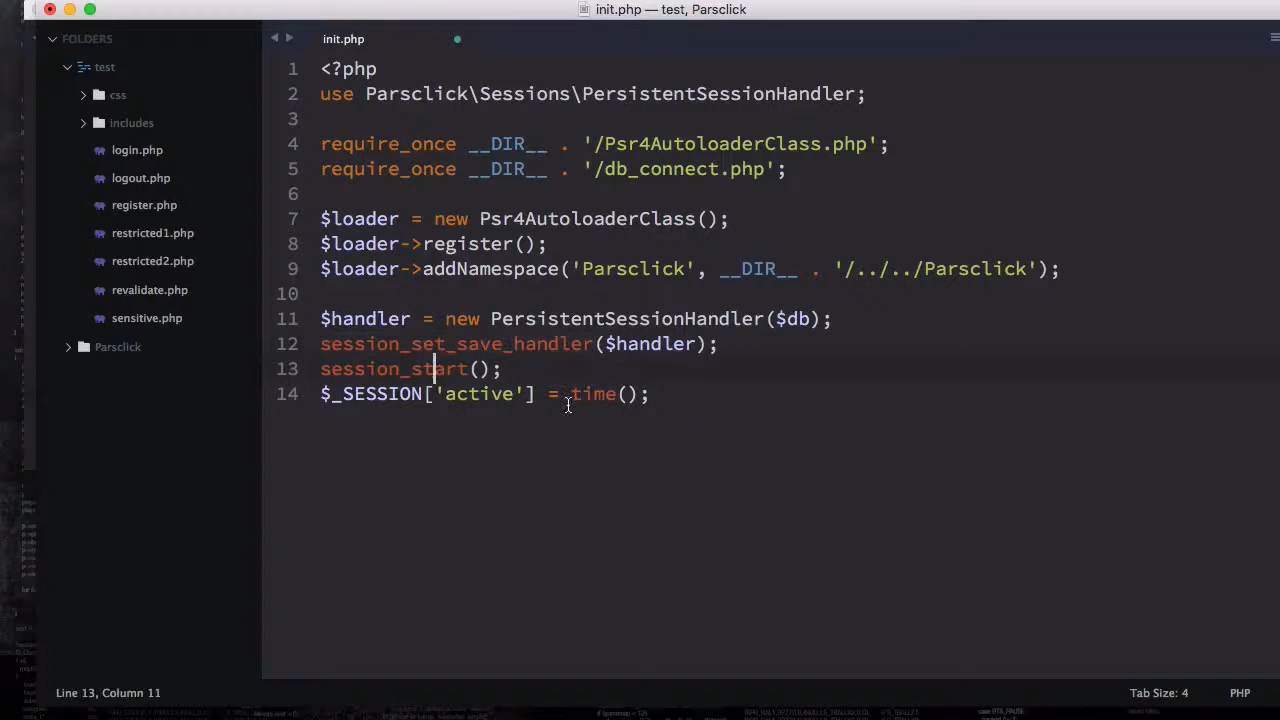 init.php — test, Parsclick
FOLDERS
test
css
includes
login.php
logout.php
register.php
restricted1.php
restricted2.php
revalidate.php
sensitive.php
Parsclick
init.php
1 <?php
2 use Parsclick\Sessions\PersistentSessionHandler;
3
4 require_once __DIR__ . '/Psr4AutoloaderClass.php';
5 require_once __DIR__ . '/db_connect.php';
6
7 $loader = new Psr4AutoloaderClass();
8 $loader->register();
9 $loader->addNamespace('Parsclick', __DIR__ . '/../../Parsclick');
10
11 $handler = new PersistentSessionHandler($db);
12 session_set_save_handler($handler);
13 session_start();
14 $_SESSION['active'] = time();
Line 13, Column 11
Tab Size: 4
PHP